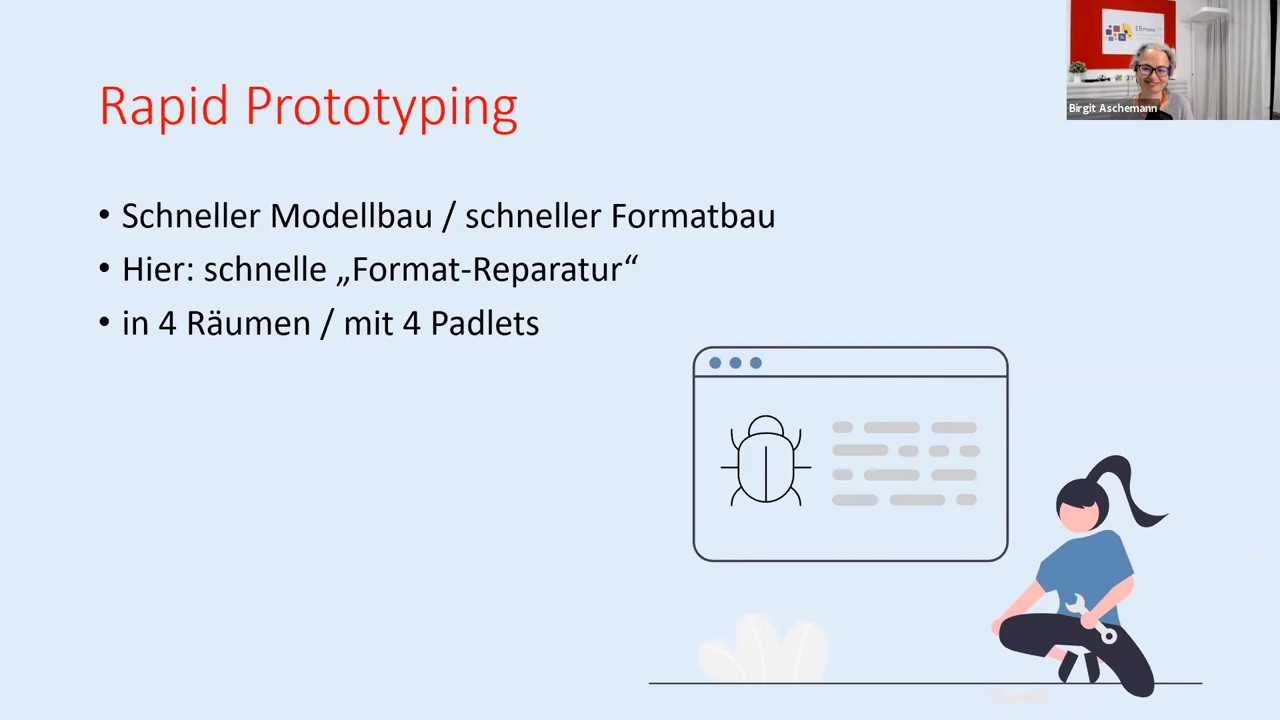 Rapid Prototyping
• Schneller Modellbau / schneller Formatbau
• Hier: schnelle „Format-Reparatur“
• in 4 Räumen / mit 4 Padlets
Birgit Aschemann